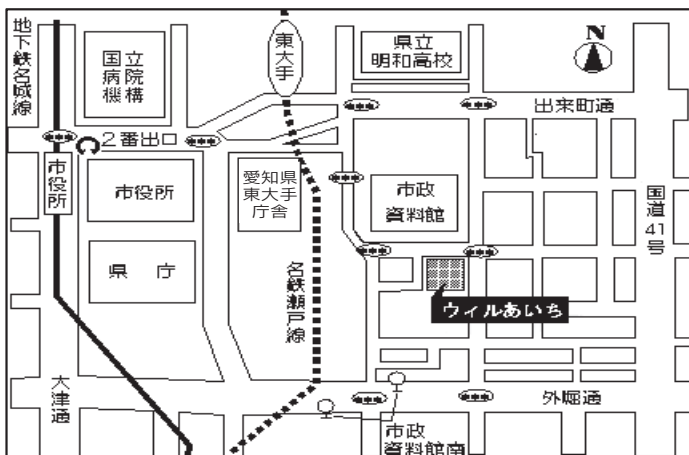 地下鉄名城線
国立
病院
機構
東大手
県立
明和高校
N
出来町通
2番出口
市役所
市役所
愛知県
東大手
庁舎
市政
資料館
国道41号
県 庁
名鉄瀬戸線
ウィルあいち
大津通
外堀通
市政
資料館南